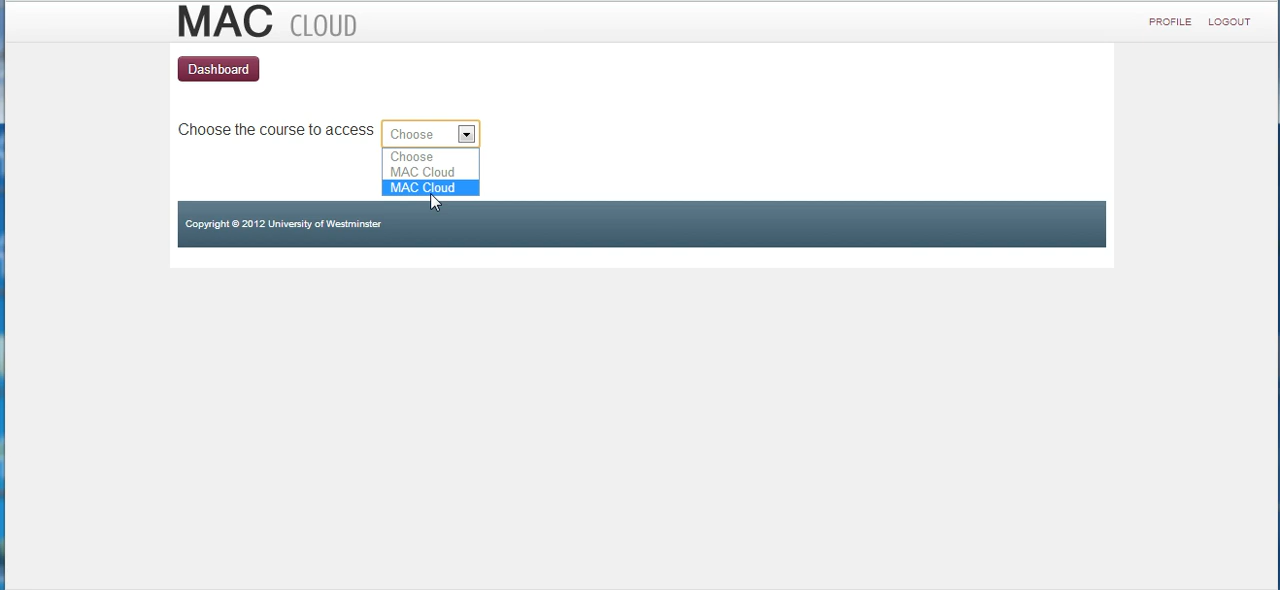 MAC CLOUD
PROFILE LOGOUT
Dashboard
Choose the course to access Choose
Choose
MAC Cloud
MAC Cloud
Copyright © 2012 University of Westminster